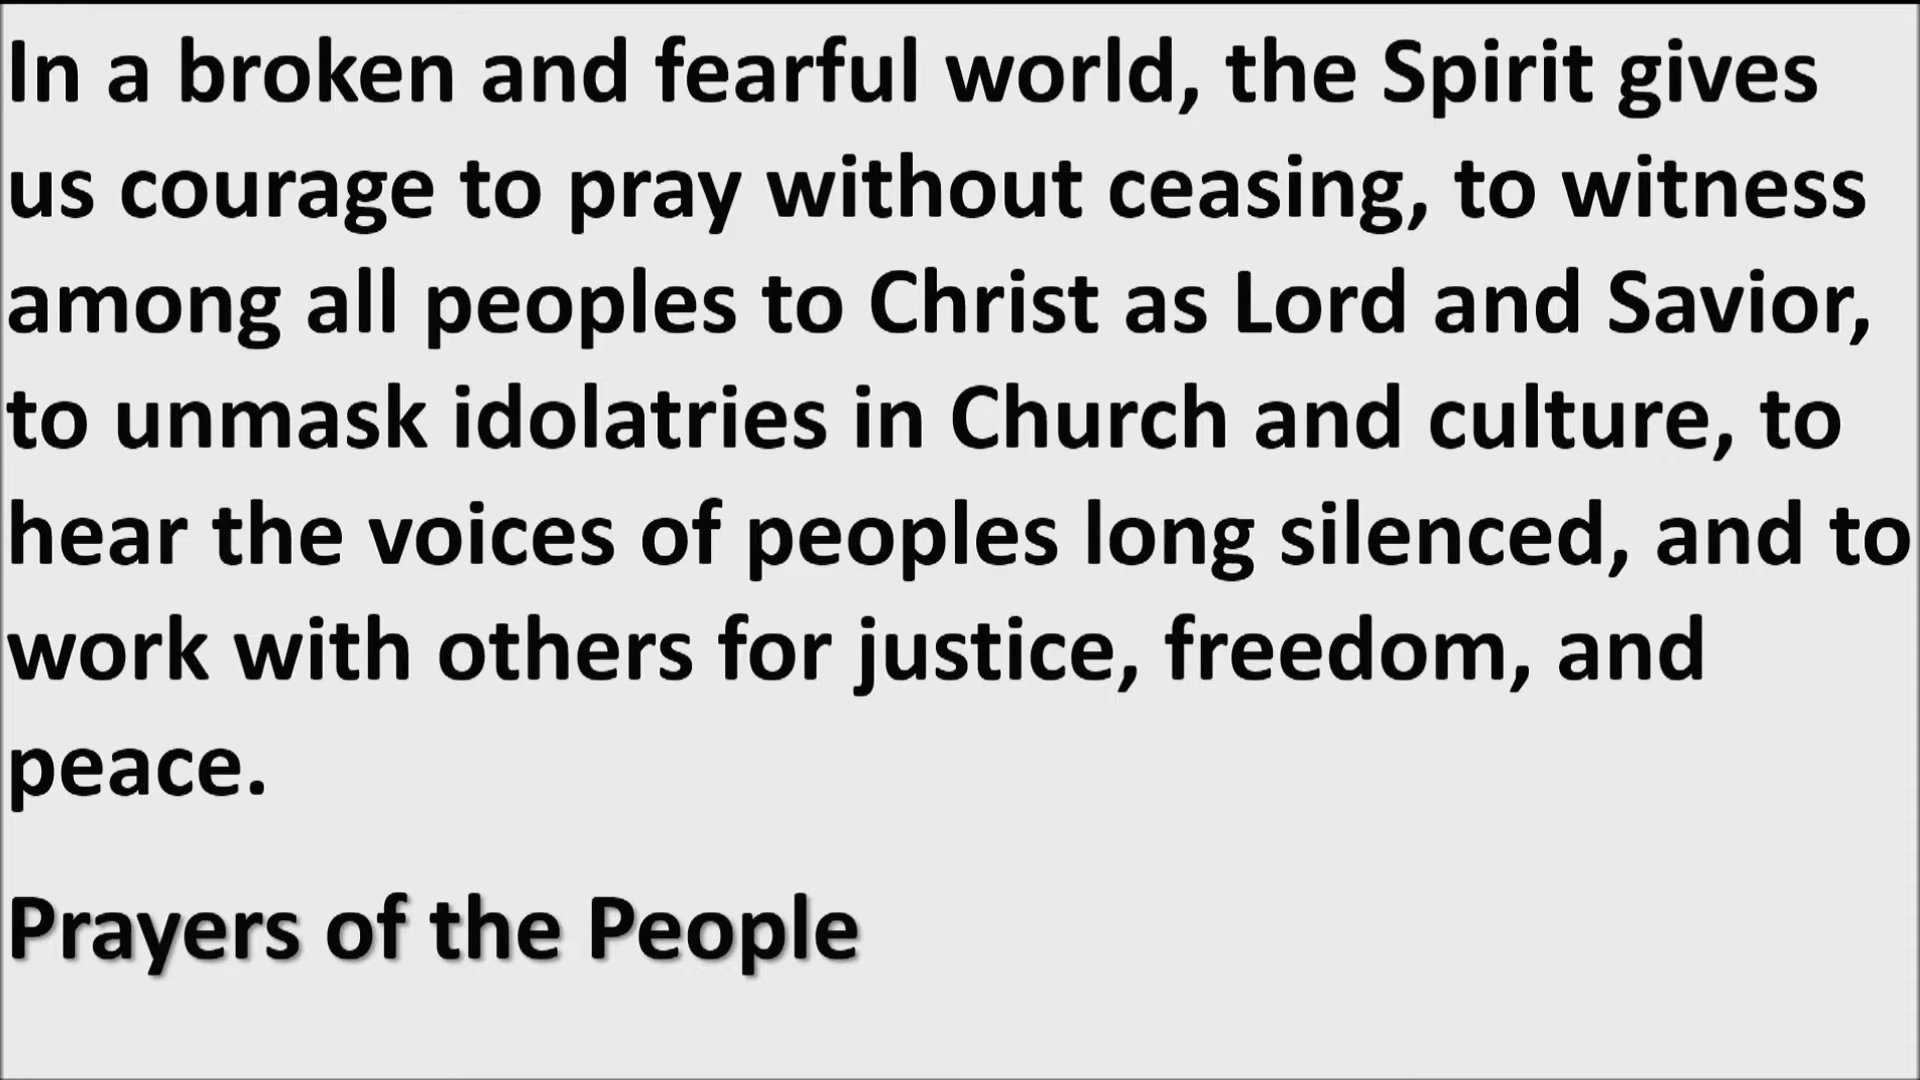 In a broken and fearful world, the Spirit gives
us courage to pray without ceasing, to witness
among all peoples to Christ as Lord and Savior,
to unmask idolatries in Church and culture, to
hear the voices of peoples long silenced, and to
work with others for justice, freedom, and
peace.
Prayers of the People